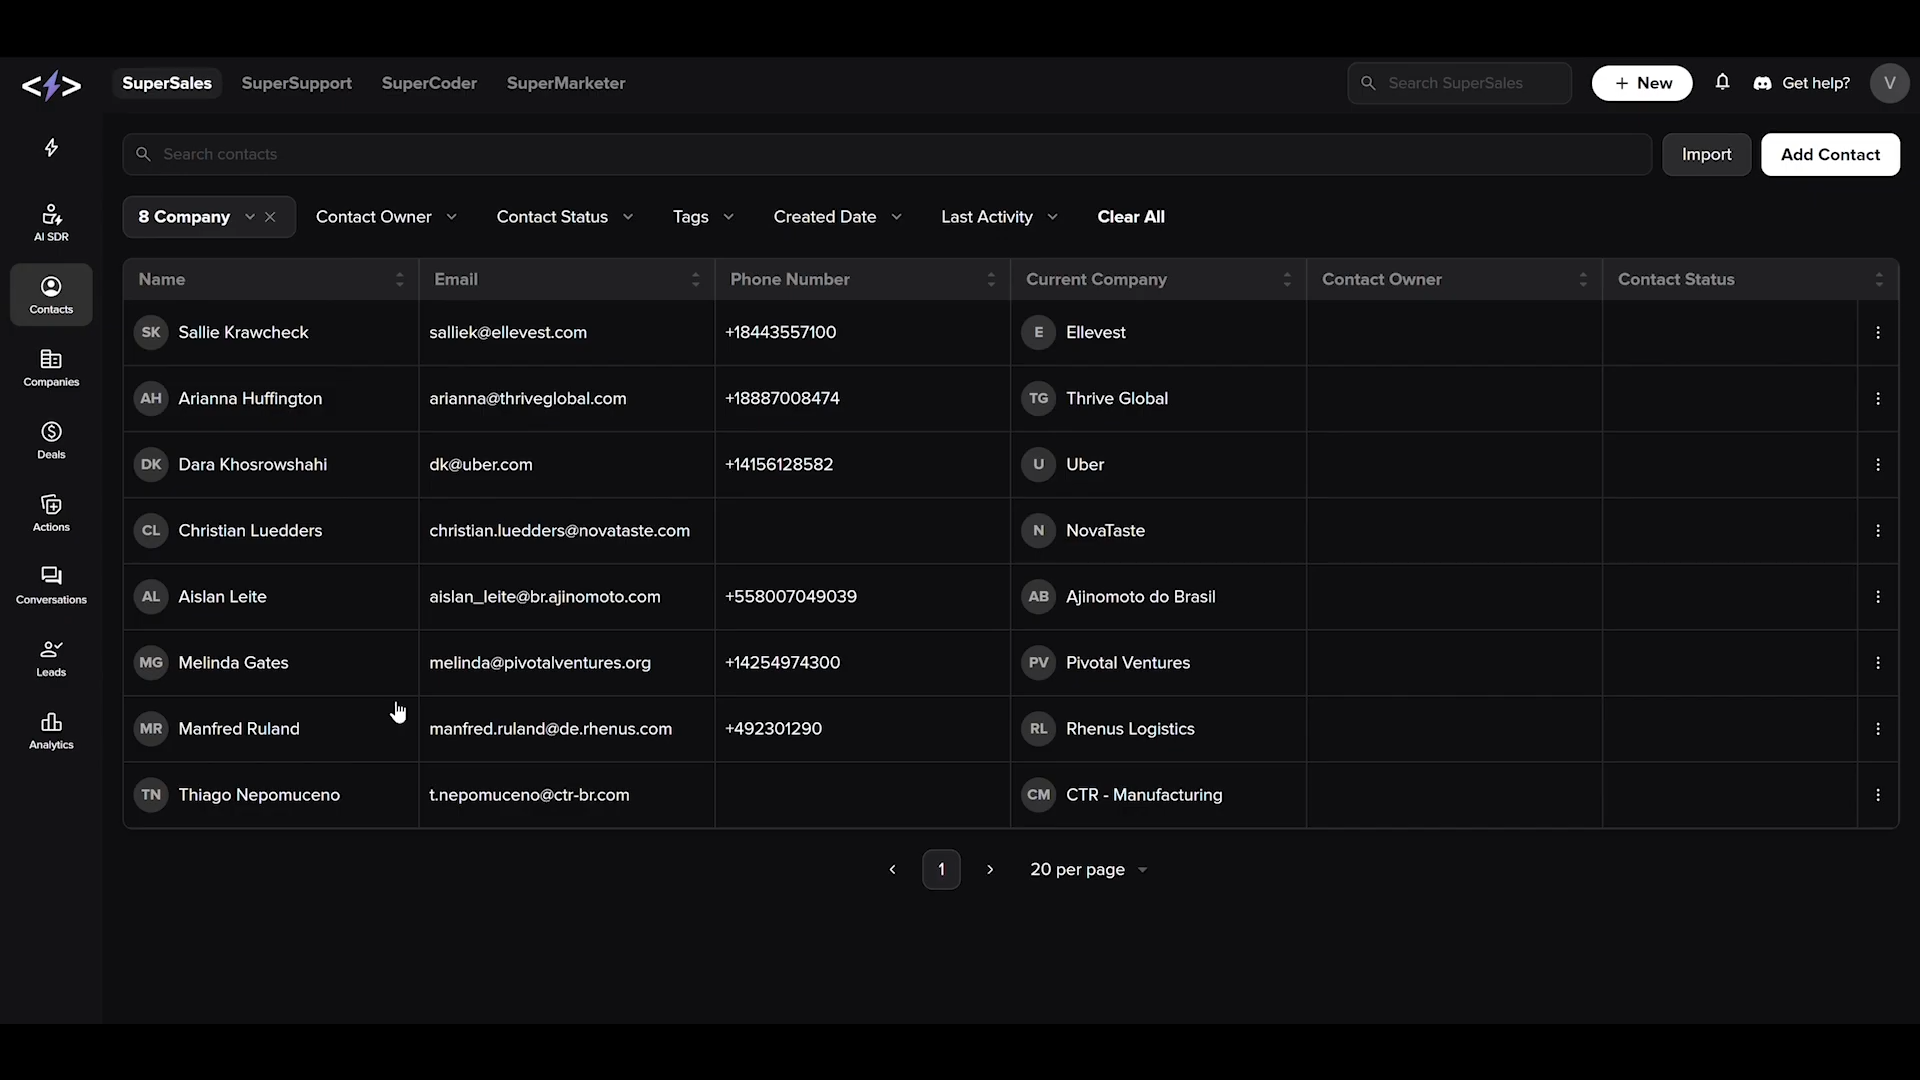 SuperSales SuperSupport SuperCoder SuperMarketer Search SuperSales + New Get help? V
Search contacts Import Add Contact
8 Company Contact Owner Contact Status Tags Created Date Last Activity Clear All
AI SDR
Contacts
Companies
Deals
Actions
Conversations
Leads
Analytics
Name Email Phone Number Current Company Contact Owner Contact Status
SK Sallie Krawcheck salliek@ellevest.com +18443557100 E Ellevest
AH Arianna Huffington arianna@thriveglobal.com +18887008474 TG Thrive Global
DK Dara Khosrowshahi dk@uber.com +14156128582 U Uber
CL Christian Luedders christian.luedders@novataste.com N NovaTaste
AL Aislan Leite aislan_leite@br.ajinomoto.com +558007049039 AB Ajinomoto do Brasil
MG Melinda Gates melinda@pivotalventures.org +14254974300 PV Pivotal Ventures
MR Manfred Ruland manfred.ruland@de.rhenus.com +492301290 RL Rhenus Logistics
TN Thiago Nepomuceno t.nepomuceno@ctr-br.com CM CTR - Manufacturing
1 20 per page